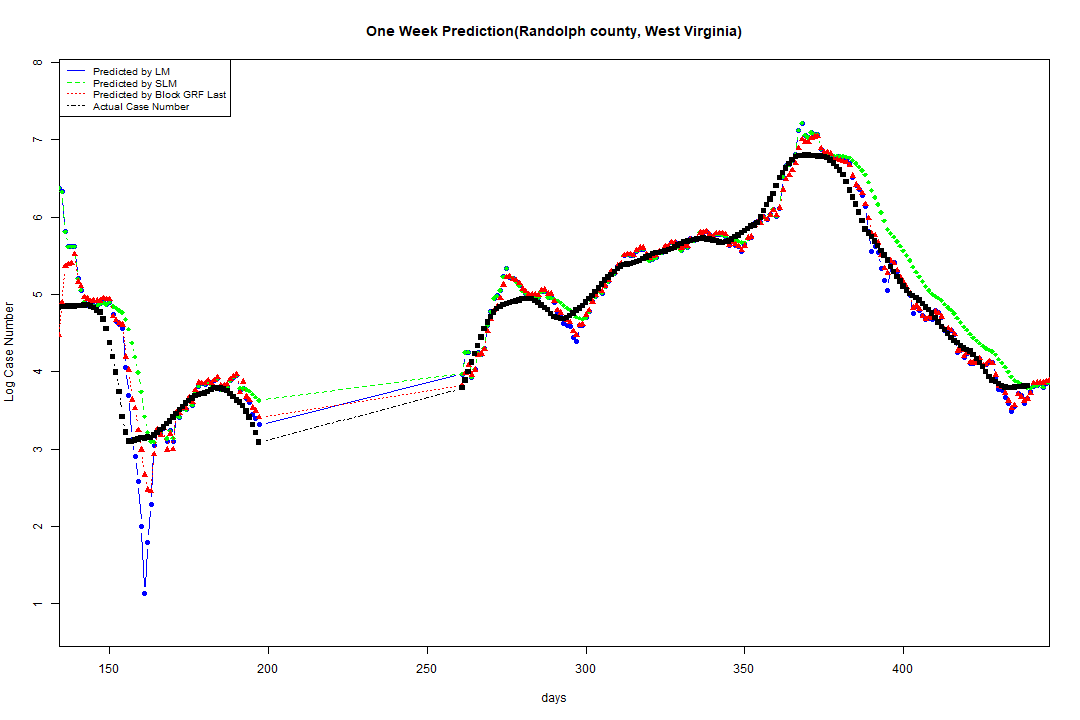 One Week Prediction(Randolph county, West Virginia)
Predicted by LM
Predicted by SLM
Predicted by Block GRF Last
Actual Case Number
8
7
6
5
4
3
2
1
Log Case Number
150 200 250 300 350 400
days